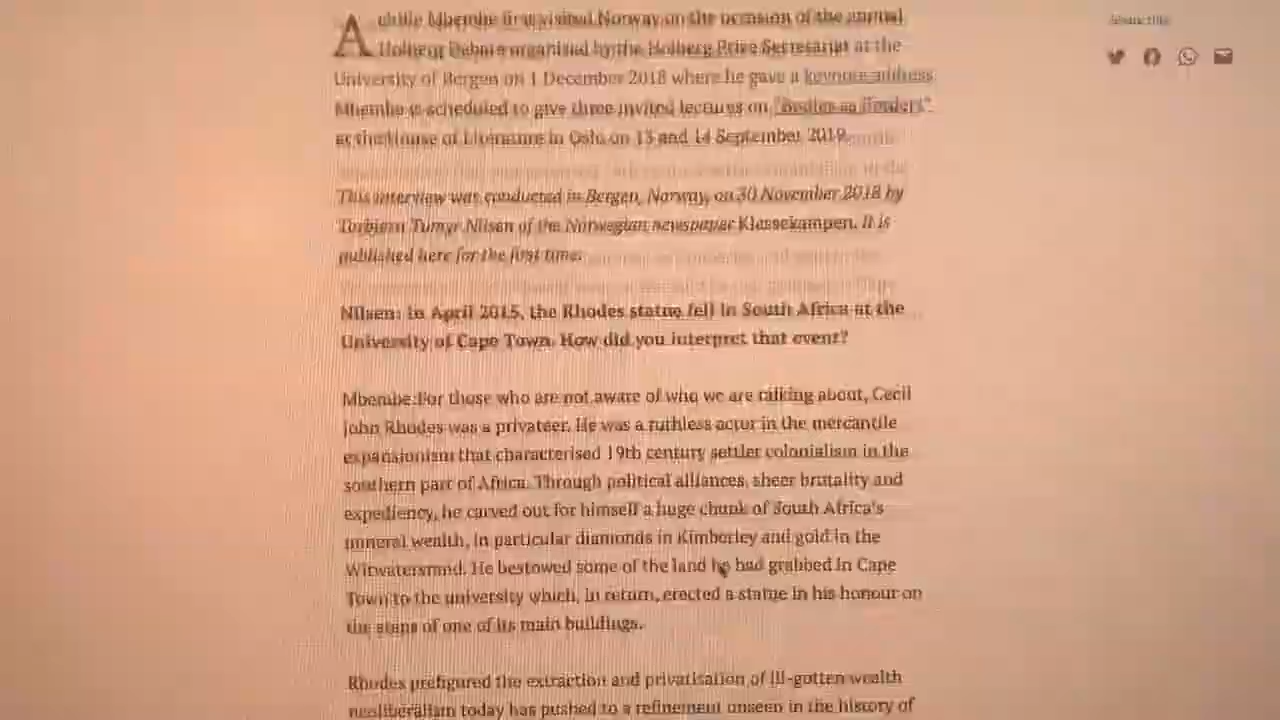 Achille Mbembe first visited Norway on the occasion of the annual
Holberg Debate organised by the Holberg Prize Secretariat at the
University of Bergen on 1 December 2018 where he gave a keynote address
Mbembe is scheduled to give three invited lectures on "Bodies as Borders"
at the House of Literature in Oslo on 13 and 14 September 2019.
This interview was conducted in Bergen, Norway, on 30 November 2018 by
Torbjørn Tumyr Nilsen of the Norwegian newspaper Klassekampen. It is
published here for the first time.
Nilsen: In April 2015, the Rhodes statue fell in South Africa at the
University of Cape Town. How did you interpret that event?
Mbembe: For those who are not aware of who we are talking about, Cecil
John Rhodes was a privateer. He was a ruthless actor in the mercantile
expansionism that characterised 19th century settler colonialism in the
southern part of Africa. Through political alliances, sheer brutality and
expediency, he carved out for himself a huge chunk of South Africa's
mineral wealth, in particular diamonds in Kimberley and gold in the
Witwatersrand. He bestowed some of the land he had grabbed in Cape
Town to the university which, in return, erected a statue in his honour on
the steps of one of its main buildings.
Rhodes prefigured the extraction and privatisation of ill-gotten wealth
neoliberalism today has pushed to a refinement unseen in the history of